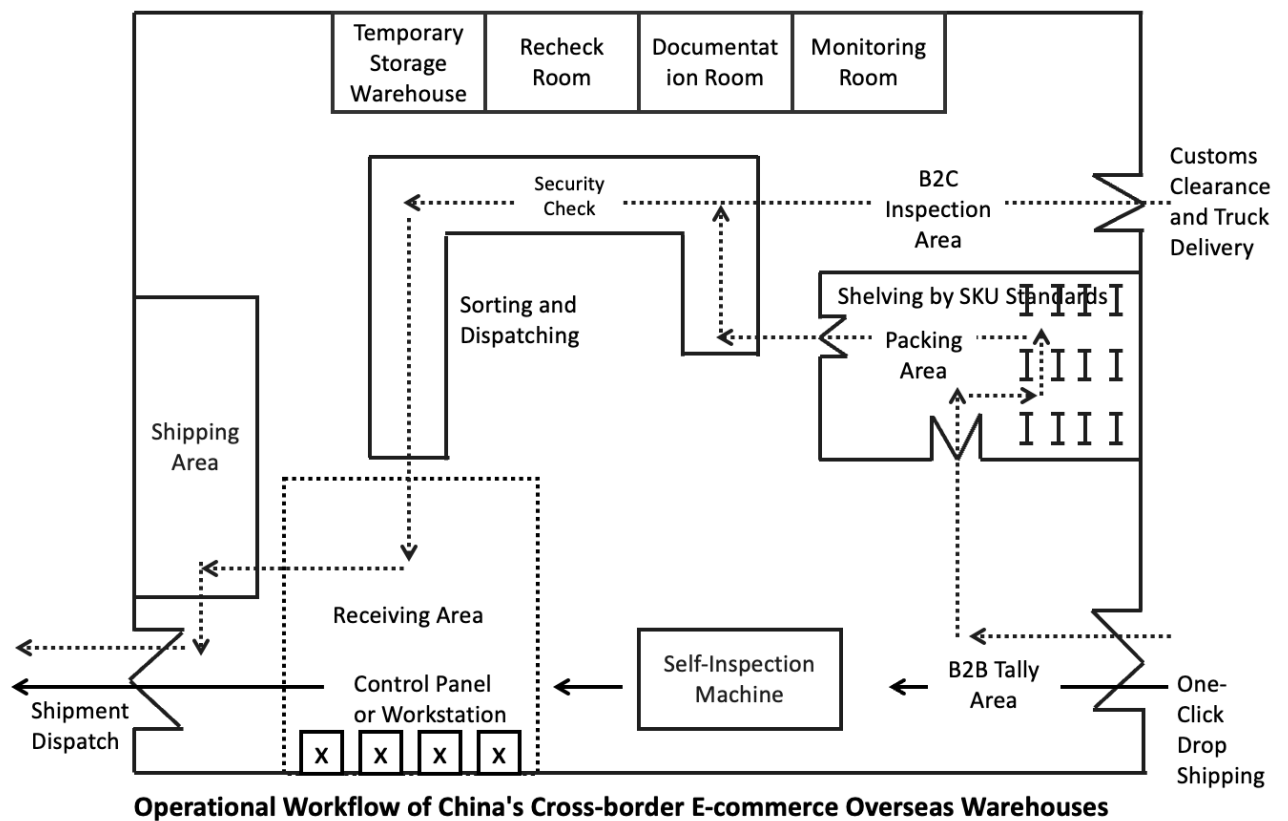 Temporary
Storage
Warehouse
Recheck
Room
Documentat
ion Room
Monitoring
Room
Customs
Clearance
and Truck
Delivery
Security
Check
B2C
Inspection
Area
Shelving by SKU Standards
Sorting and
Dispatching
Packing
Area
Shipping
Area
Receiving Area
Self-Inspection
Machine
B2B Tally
Area
Control Panel
or Workstation
One-
Click
Drop
Shipping
Shipment
Dispatch
X X X X
Operational Workflow of China's Cross-border E-commerce Overseas Warehouses